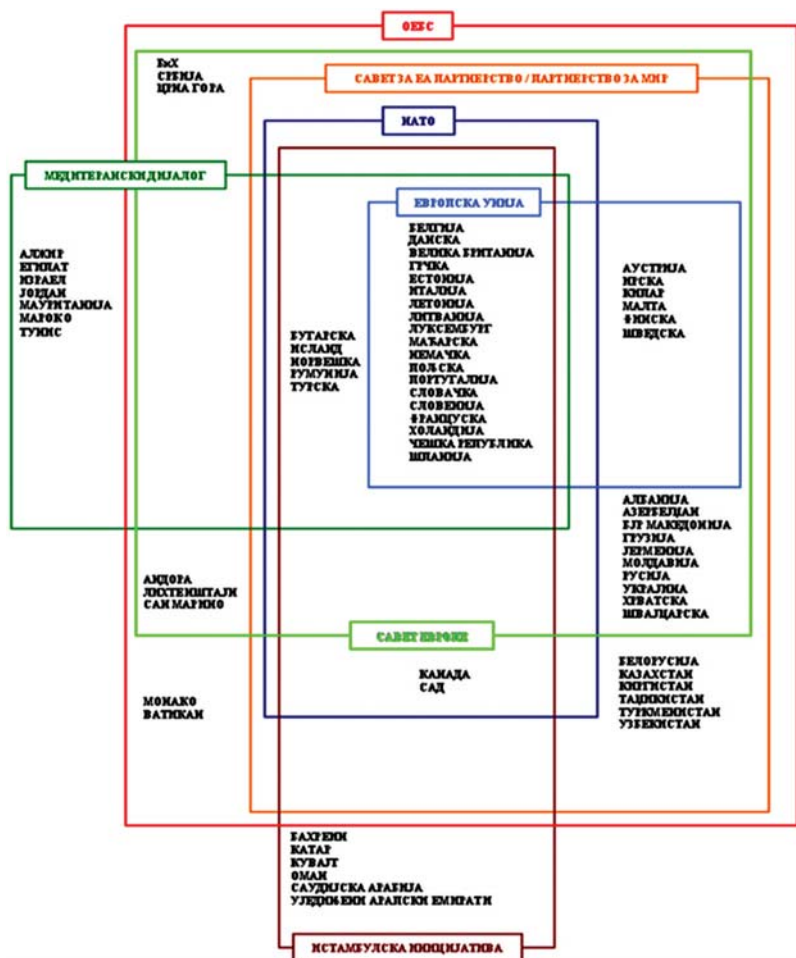 ОЕБС
БиХ
СРБИЈА
ЦРНА ГОРА
САВЕТ ЗА ЕА ПАРТНЕРСТВО / ПАРТНЕРСТВО ЗА МИР
НАТО
МЕДИТЕРАНСКИ ДИЈАЛОГ
ЕВРОПСКА УНИЈА
АЛЖИР
ЕГИПАТ
ИЗРАЕЛ
ЈОРДАН
МАУРИТАНИЈА
МАРОКО
ТУНИС
БУГАРСКА
ИСЛАНД
НОРВЕШКА
РУМУНИЈА
ТУРСКА
БЕЛГИЈА
ДАНСКА
ВЕЛИКА БРИТАНИЈА
ГРЧКА
ЕСТОНИЈА
ИТАЛИЈА
ЛЕТОНИЈА
ЛИТВАНИЈА
ЛУКСЕМБУРГ
МАЂАРСКА
НЕМАЧКА
ПОЉСКА
ПОРТУГАЛИЈА
СЛОВАЧКА
СЛОВЕНИЈА
ФРАНЦУСКА
ХОЛАНДИЈА
ЧЕШКА РЕПУБЛИКА
ШПАНИЈА
АУСТРИЈА
ИРСКА
КИПАР
МАЛТА
ФИНСКА
ШВЕДСКА
АЛБАНИЈА
АЗЕРБЕЈЏАН
БЈР МАКЕДОНИЈА
ГРУЗИЈА
ЈЕРМЕНИЈА
МОЛДАВИЈА
РУСИЈА
УКРАЈИНА
ХРВАТСКА
ШВАЈЦАРСКА
АНДОРА
ЛИХТЕНШТАЈН
САН МАРИНО
САВЕТ ЕВРОПЕ
КАНАДА
САД
БЕЛОРУСИЈА
КАЗАХСТАН
КИРГИСТАН
ТАЏИКИСТАН
ТУРКМЕНИСТАН
УЗБЕКИСТАН
МОНАКО
ВАТИКАН
БАХРЕИН
КАТАР
КУВАЈТ
ОМАН
САУДИЈСКА АРАБИЈА
УЈЕДИЊЕНИ АРАПСКИ ЕМИРАТИ
ИСТАМБУЛСКА ИНИЦИЈАТИВА